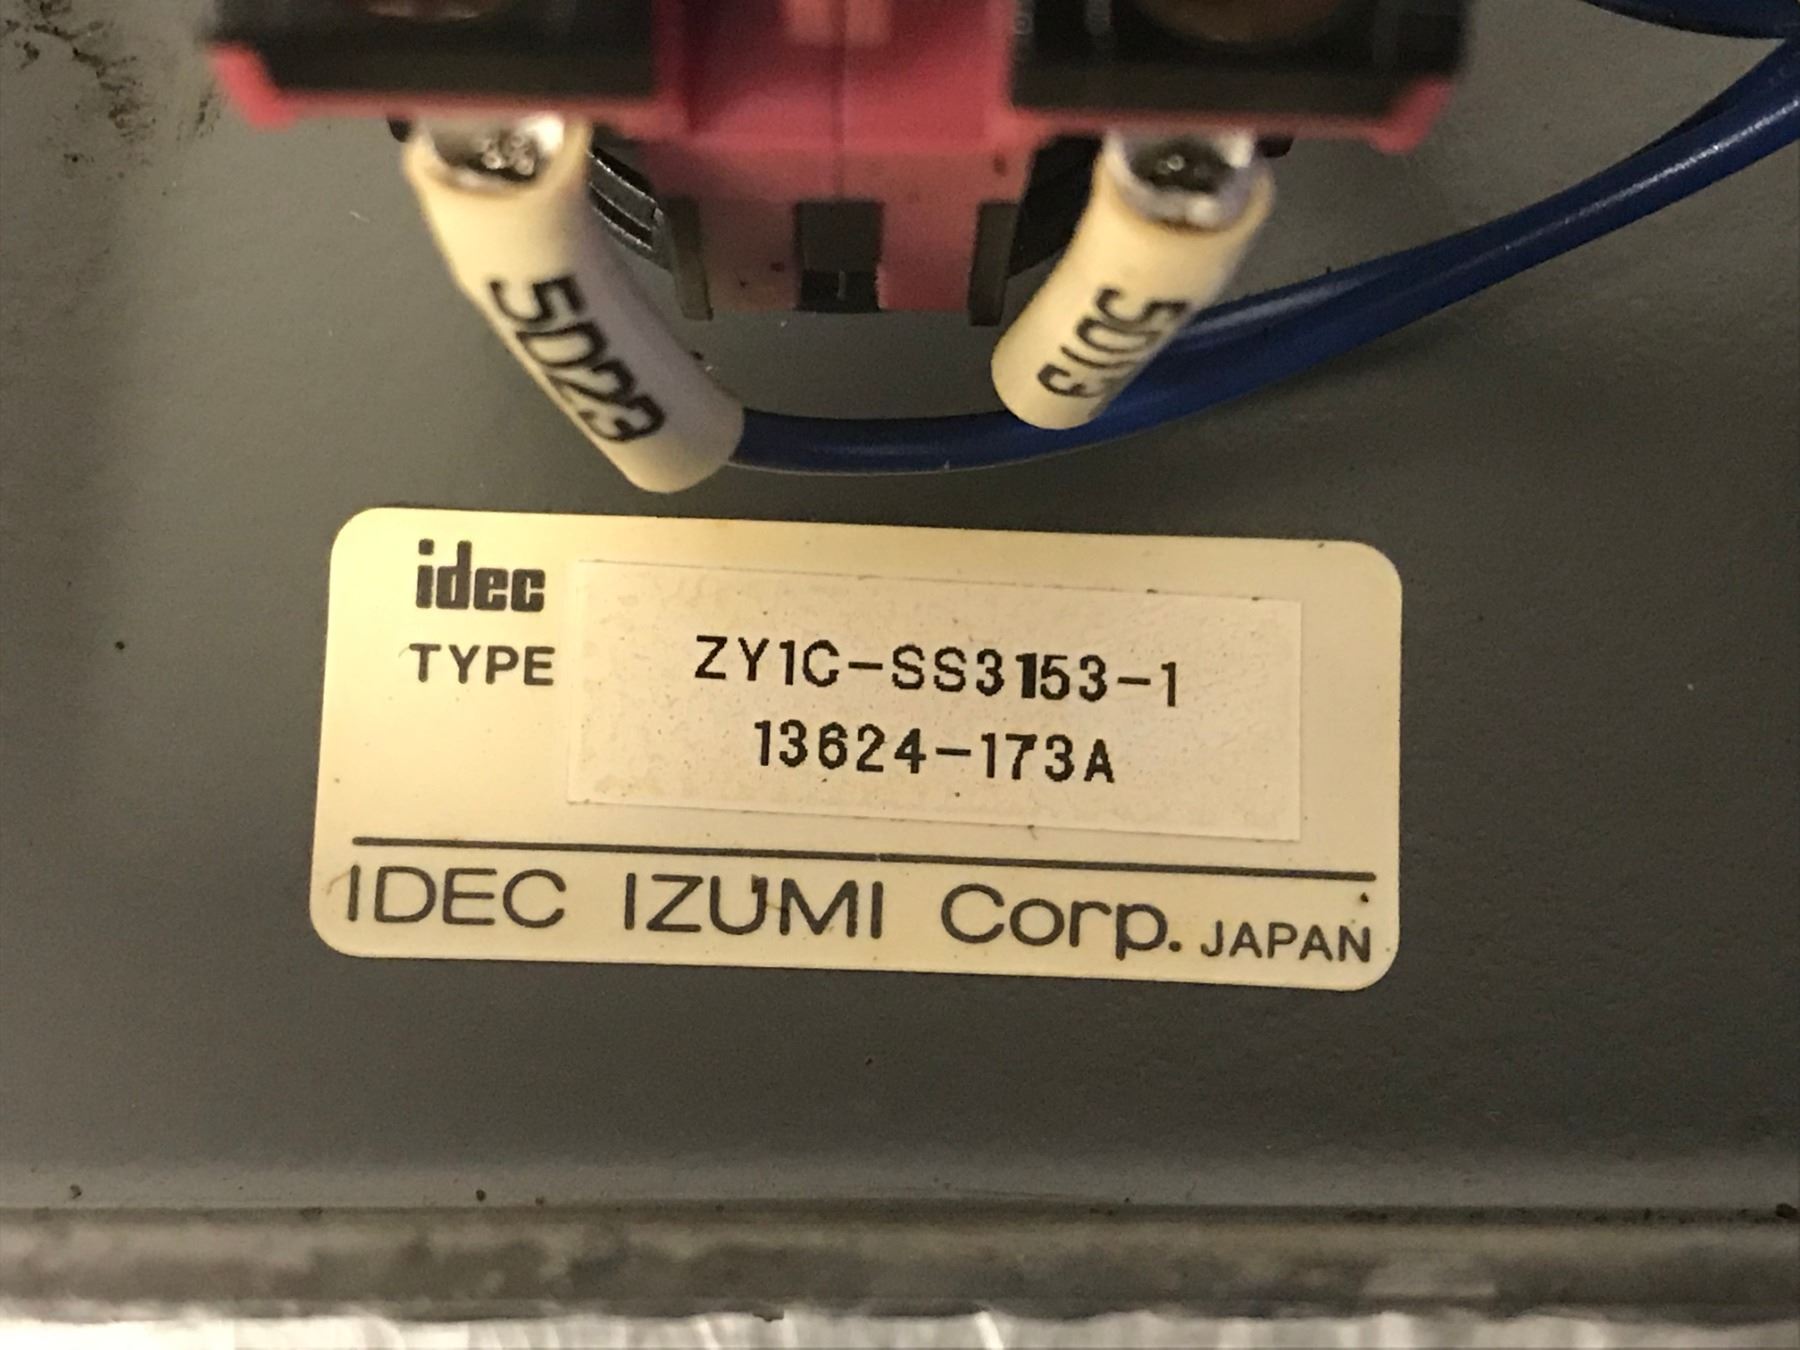 5D23
5D13
idec
TYPE
ZY1C-SS3153-1
13624-173A
IDEC IZUMI Corp. JAPAN